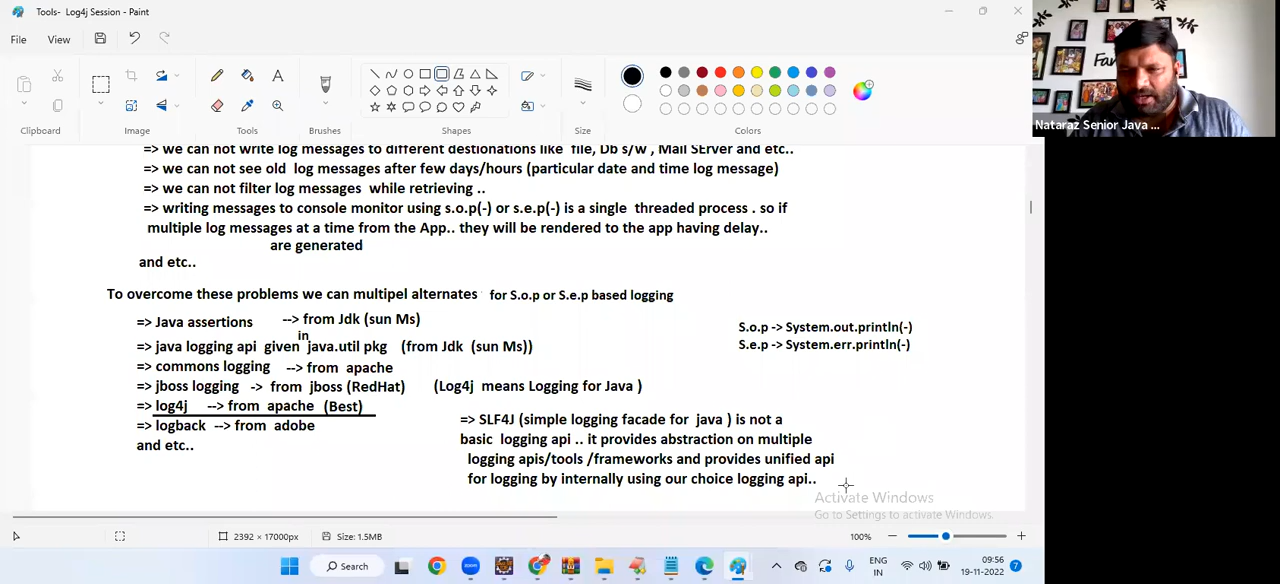 Tools- Log4j Session - Paint
File View
Clipboard Image Tools Brushes Shapes Size Colors
Nataraz Senior Java ...
=> we can not write log messages to different destionations like file, Db s/w , Mail SErver and etc..
=> we can not see old log messages after few days/hours (particular date and time log message)
=> we can not filter log messages while retrieving ..
=> writing messages to console monitor using s.o.p(-) or s.e.p(-) is a single threaded process . so if
multiple log messages at a time from the App.. they will be rendered to the app having delay..
are generated
and etc..
To overcome these problems we can multipel alternates for S.o.p or S.e.p based logging
=> Java assertions --> from Jdk (sun Ms)
in
=> java logging api given java.util pkg (from Jdk (sun Ms))
=> commons logging --> from apache
=> jboss logging -> from jboss (RedHat) (Log4j means Logging for Java )
=> log4j --> from apache (Best)
=> logback --> from adobe
and etc..
S.o.p -> System.out.println(-)
S.e.p -> System.err.println(-)
=> SLF4J (simple logging facade for java ) is not a
basic logging api .. it provides abstraction on multiple
logging apis/tools /frameworks and provides unified api
for logging by internally using our choice logging api..
Activate Windows
Go to Settings to activate Windows.
2392 × 17000px Size: 1.5MB 100%
Search
ENG
IN
09:56
19-11-2022
7